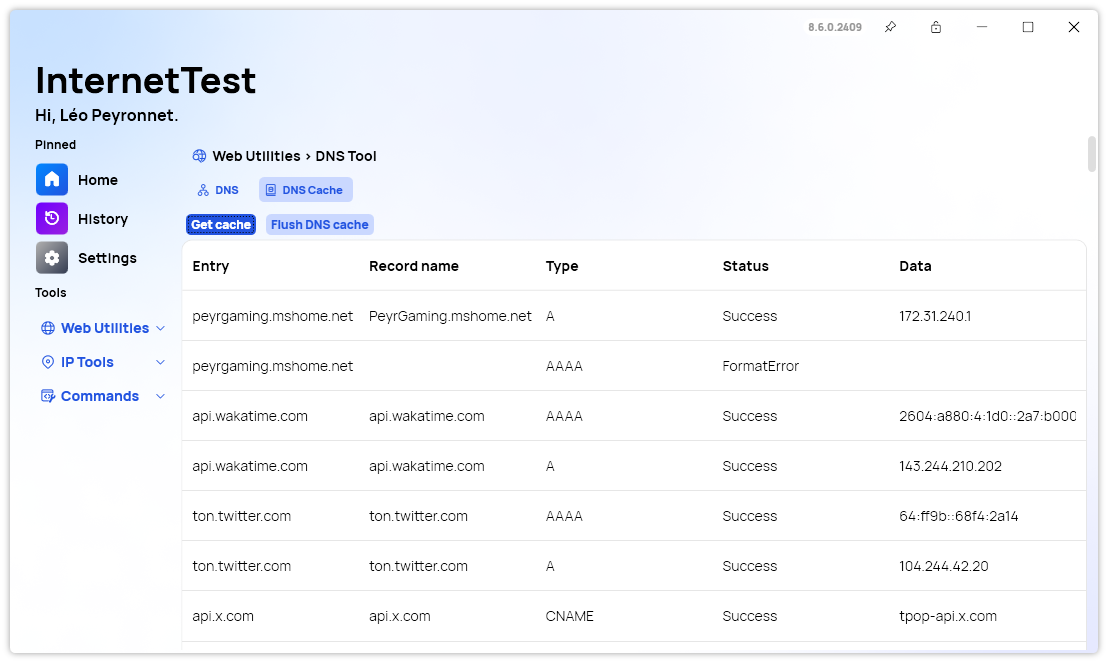 8.6.0.2409
InternetTest
Hi, Léo Peyronnet.
Pinned
Home
History
Settings
Tools
Web Utilities
IP Tools
Commands
Web Utilities > DNS Tool
DNS DNS Cache
Get cache Flush DNS cache
Entry Record name Type Status Data
peyrgaming.mshome.net PeyrGaming.mshome.net A Success 172.31.240.1
peyrgaming.mshome.net AAAA FormatError
api.wakatime.com api.wakatime.com AAAA Success 2604:a880:4:1d0::2a7:b000
api.wakatime.com api.wakatime.com A Success 143.244.210.202
ton.twitter.com ton.twitter.com AAAA Success 64:ff9b::68f4:2a14
ton.twitter.com ton.twitter.com A Success 104.244.42.20
api.x.com api.x.com CNAME Success tpop-api.x.com